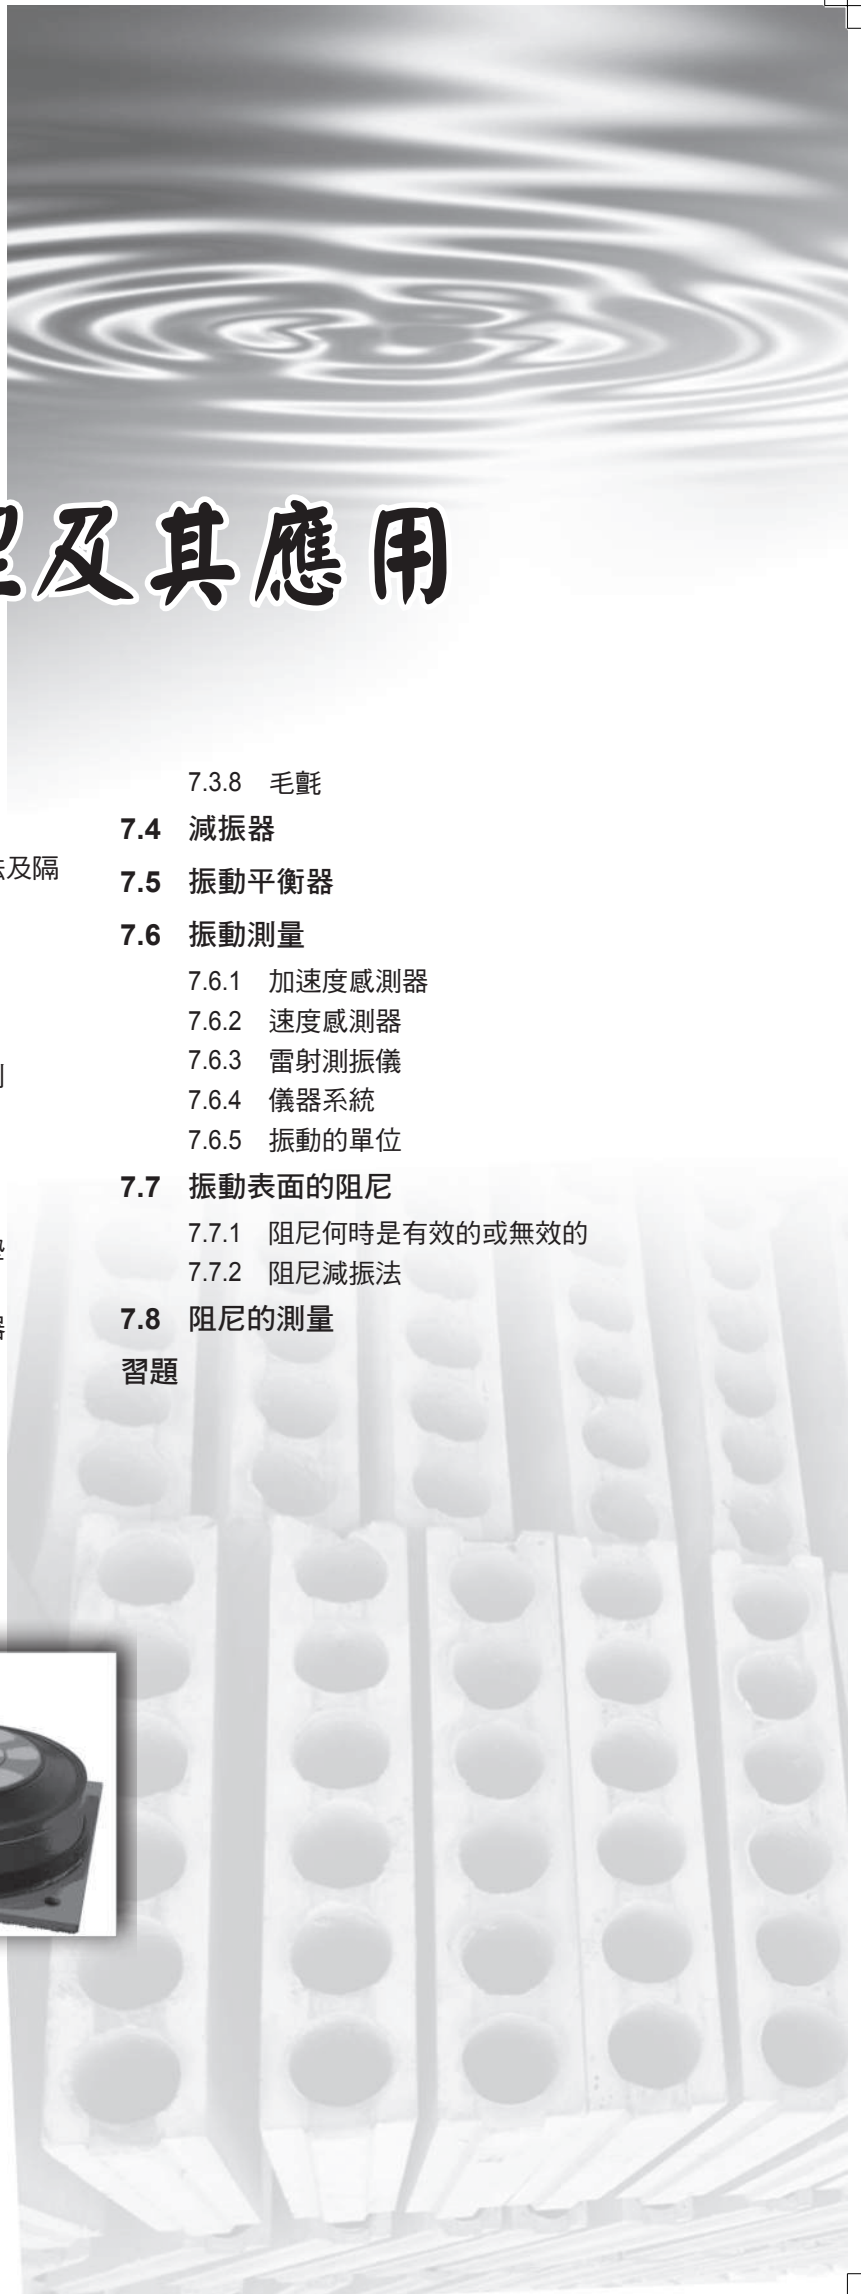 及其應用
法及隔
7.3.8 毛氈
7.4 減振器
7.5 振動平衡器
7.6 振動測量
7.6.1 加速度感測器
7.6.2 速度感測器
7.6.3 雷射測振儀
7.6.4 儀器系統
7.6.5 振動的單位
7.7 振動表面的阻尼
7.7.1 阻尼何時是有效的或無效的
7.7.2 阻尼減振法
7.8 阻尼的測量
習題